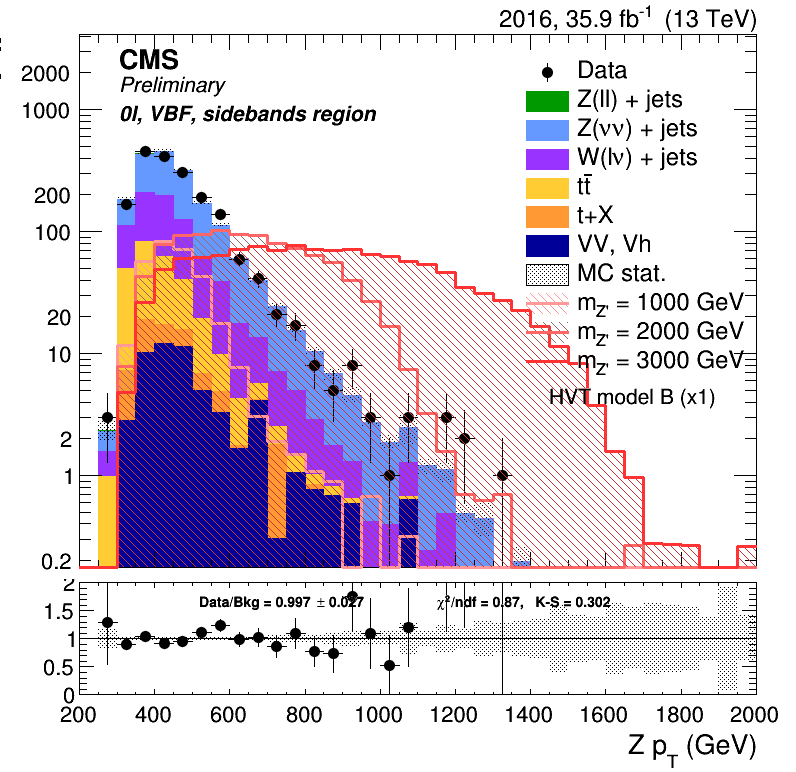 2016, 35.9 fb⁻¹ (13 TeV)
CMS
Preliminary
0l, VBF, sidebands region
Data
Z(ll) + jets
Z(νν) + jets
W(lν) + jets
tt̄
t+X
VV, Vh
MC stat.
m_Z' = 1000 GeV
m_Z' = 2000 GeV
m_Z' = 3000 GeV
HVT model B (x1)
2000
1000
200
100
20
10
2
1
0.2
Data/Bkg = 0.997 ± 0.027
χ²/ndf = 0.87, K-S = 0.302
2
1.5
1
0.5
0
200 400 600 800 1000 1200 1400 1600 1800 2000
Z p_T (GeV)